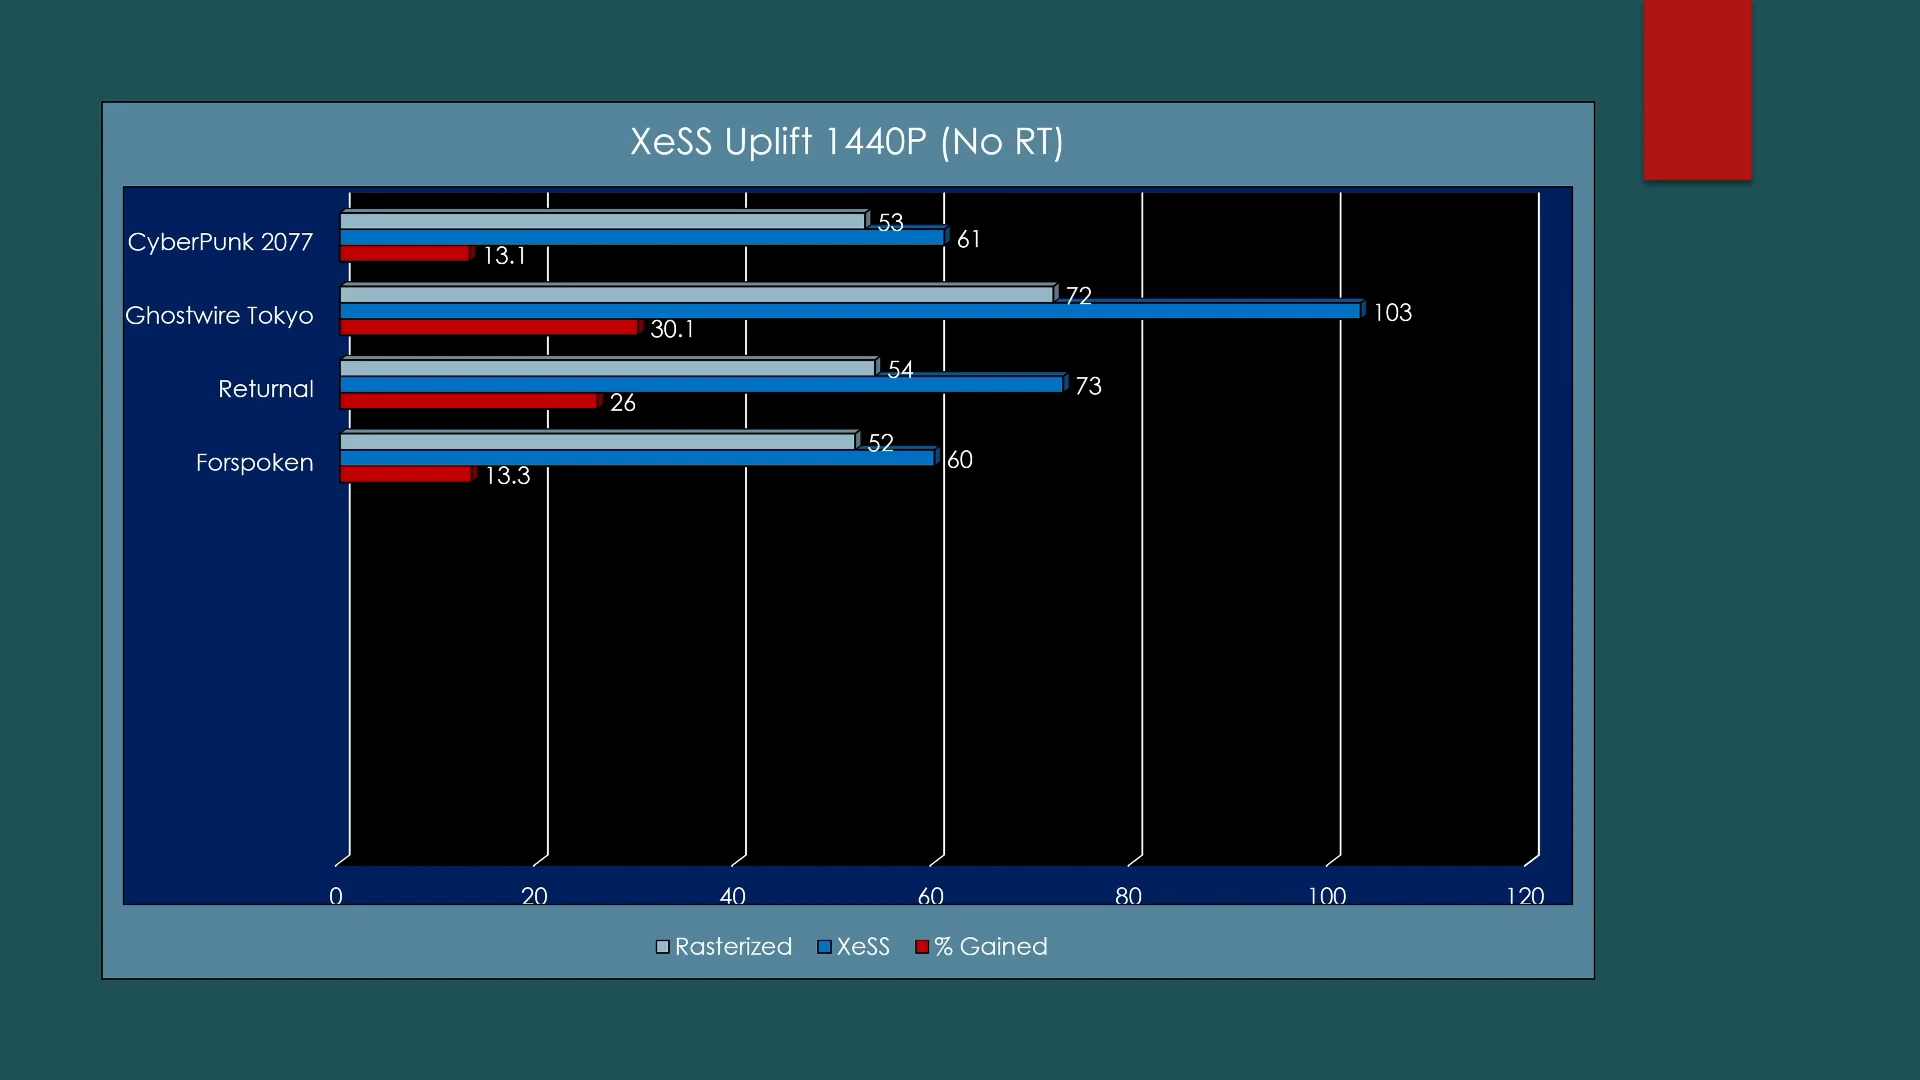 XeSS Uplift 1440P (No RT)
CyberPunk 2077
53
61
13.1
Ghostwire Tokyo
72
103
30.1
Returnal
54
73
26
Forspoken
52
60
13.3
0 20 40 60 80 100 120
Rasterized XeSS % Gained